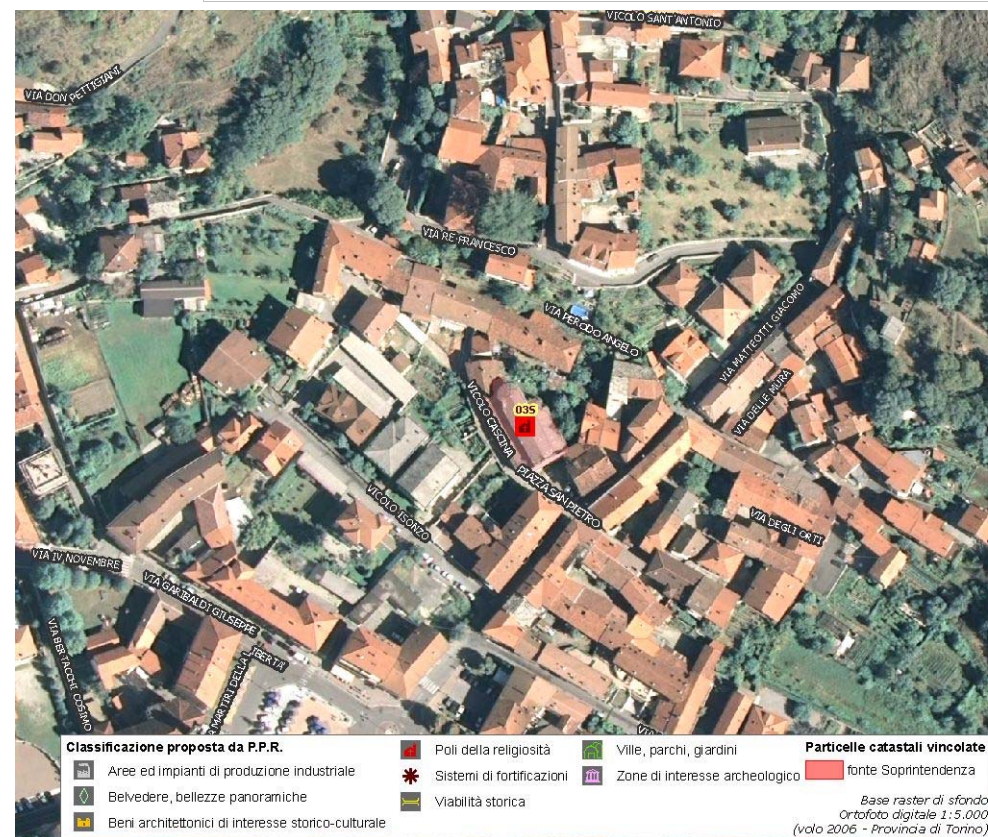 VICOLO SANT'ANTONIO
VIA DON PETTIGIANI
VIA RE FRANCESCO
VIA PERODO ANGELO
VIA MATTEOTTI GIACOMO
VIA DELLE MURA
035
VICOLO CASCINA
PIAZZA SAN PIETRO
VICOLO ISONZO
VIA DEGLI ORTI
VIA IV NOVEMBRE
VIA GARIBALDI GIUSEPPE
VIA BERTACCHI COSIMO
MARTIRI DELLA LIBERTA'
Classificazione proposta da P.P.R.
Aree ed impianti di produzione industriale
Belvedere, bellezze panoramiche
Beni architettonici di interesse storico-culturale
Poli della religiosità
Sistemi di fortificazioni
Viabilità storica
Ville, parchi, giardini
Zone di interesse archeologico
Particelle catastali vincolate
fonte Soprintendenza
Base raster di sfondo
Ortofoto digitale 1:5.000
(volo 2006 - Provincia di Torino)